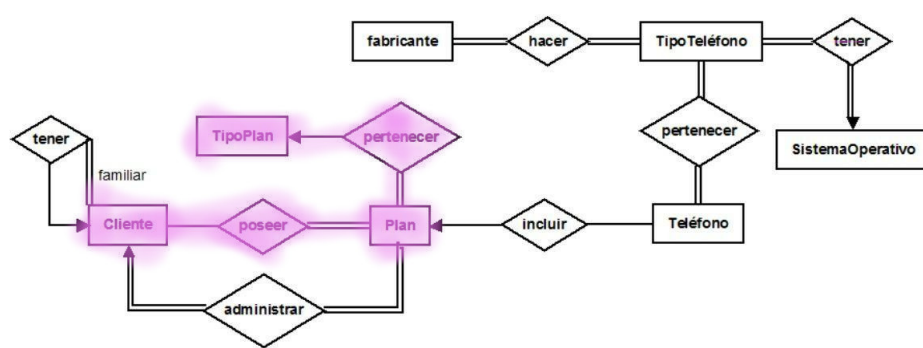 fabricante
hacer
TipoTeléfono
tener
tener
TipoPlan
pertenecer
pertenecer
SistemaOperativo
familiar
Cliente
poseer
Plan
incluir
Teléfono
administrar